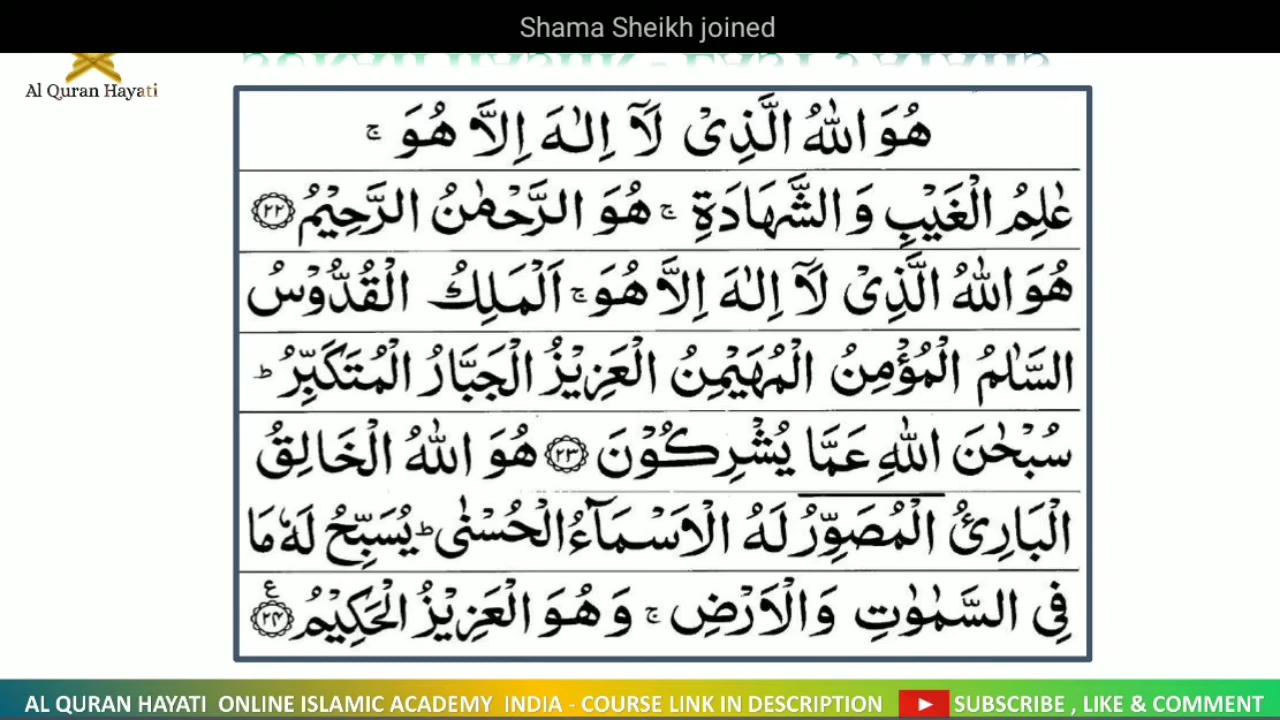 Shama Sheikh joined
Al Quran Hayati
هُوَ اللّٰهُ الَّذِیْ لَاۤ اِلٰهَ اِلَّا هُوَ ۚ
عٰلِمُ الْغَیْبِ وَ الشَّهَادَةِ ۚ هُوَ الرَّحْمٰنُ الرَّحِیْمُ ۝۲۲
هُوَ اللّٰهُ الَّذِیْ لَاۤ اِلٰهَ اِلَّا هُوَ ۚ اَلْمَلِكُ الْقُدُّوْسُ
السَّلٰمُ الْمُؤْمِنُ الْمُهَیْمِنُ الْعَزِیْزُ الْجَبَّارُ الْمُتَكَبِّرُ ؕ
سُبْحٰنَ اللّٰهِ عَمَّا یُشْرِكُوْنَ ۝۲۳ هُوَ اللّٰهُ الْخَالِقُ
الْبَارِئُ الْمُصَوِّرُ لَهُ الْاَسْمَآءُ الْحُسْنٰی ؕ یُسَبِّحُ لَهٗ مَا
فِی السَّمٰوٰتِ وَالْاَرْضِ ۚ وَهُوَ الْعَزِیْزُ الْحَكِیْمُ ۝۲۴ ع
AL QURAN HAYATI ONLINE ISLAMIC ACADEMY INDIA - COURSE LINK IN DESCRIPTION SUBSCRIBE , LIKE & COMMENT